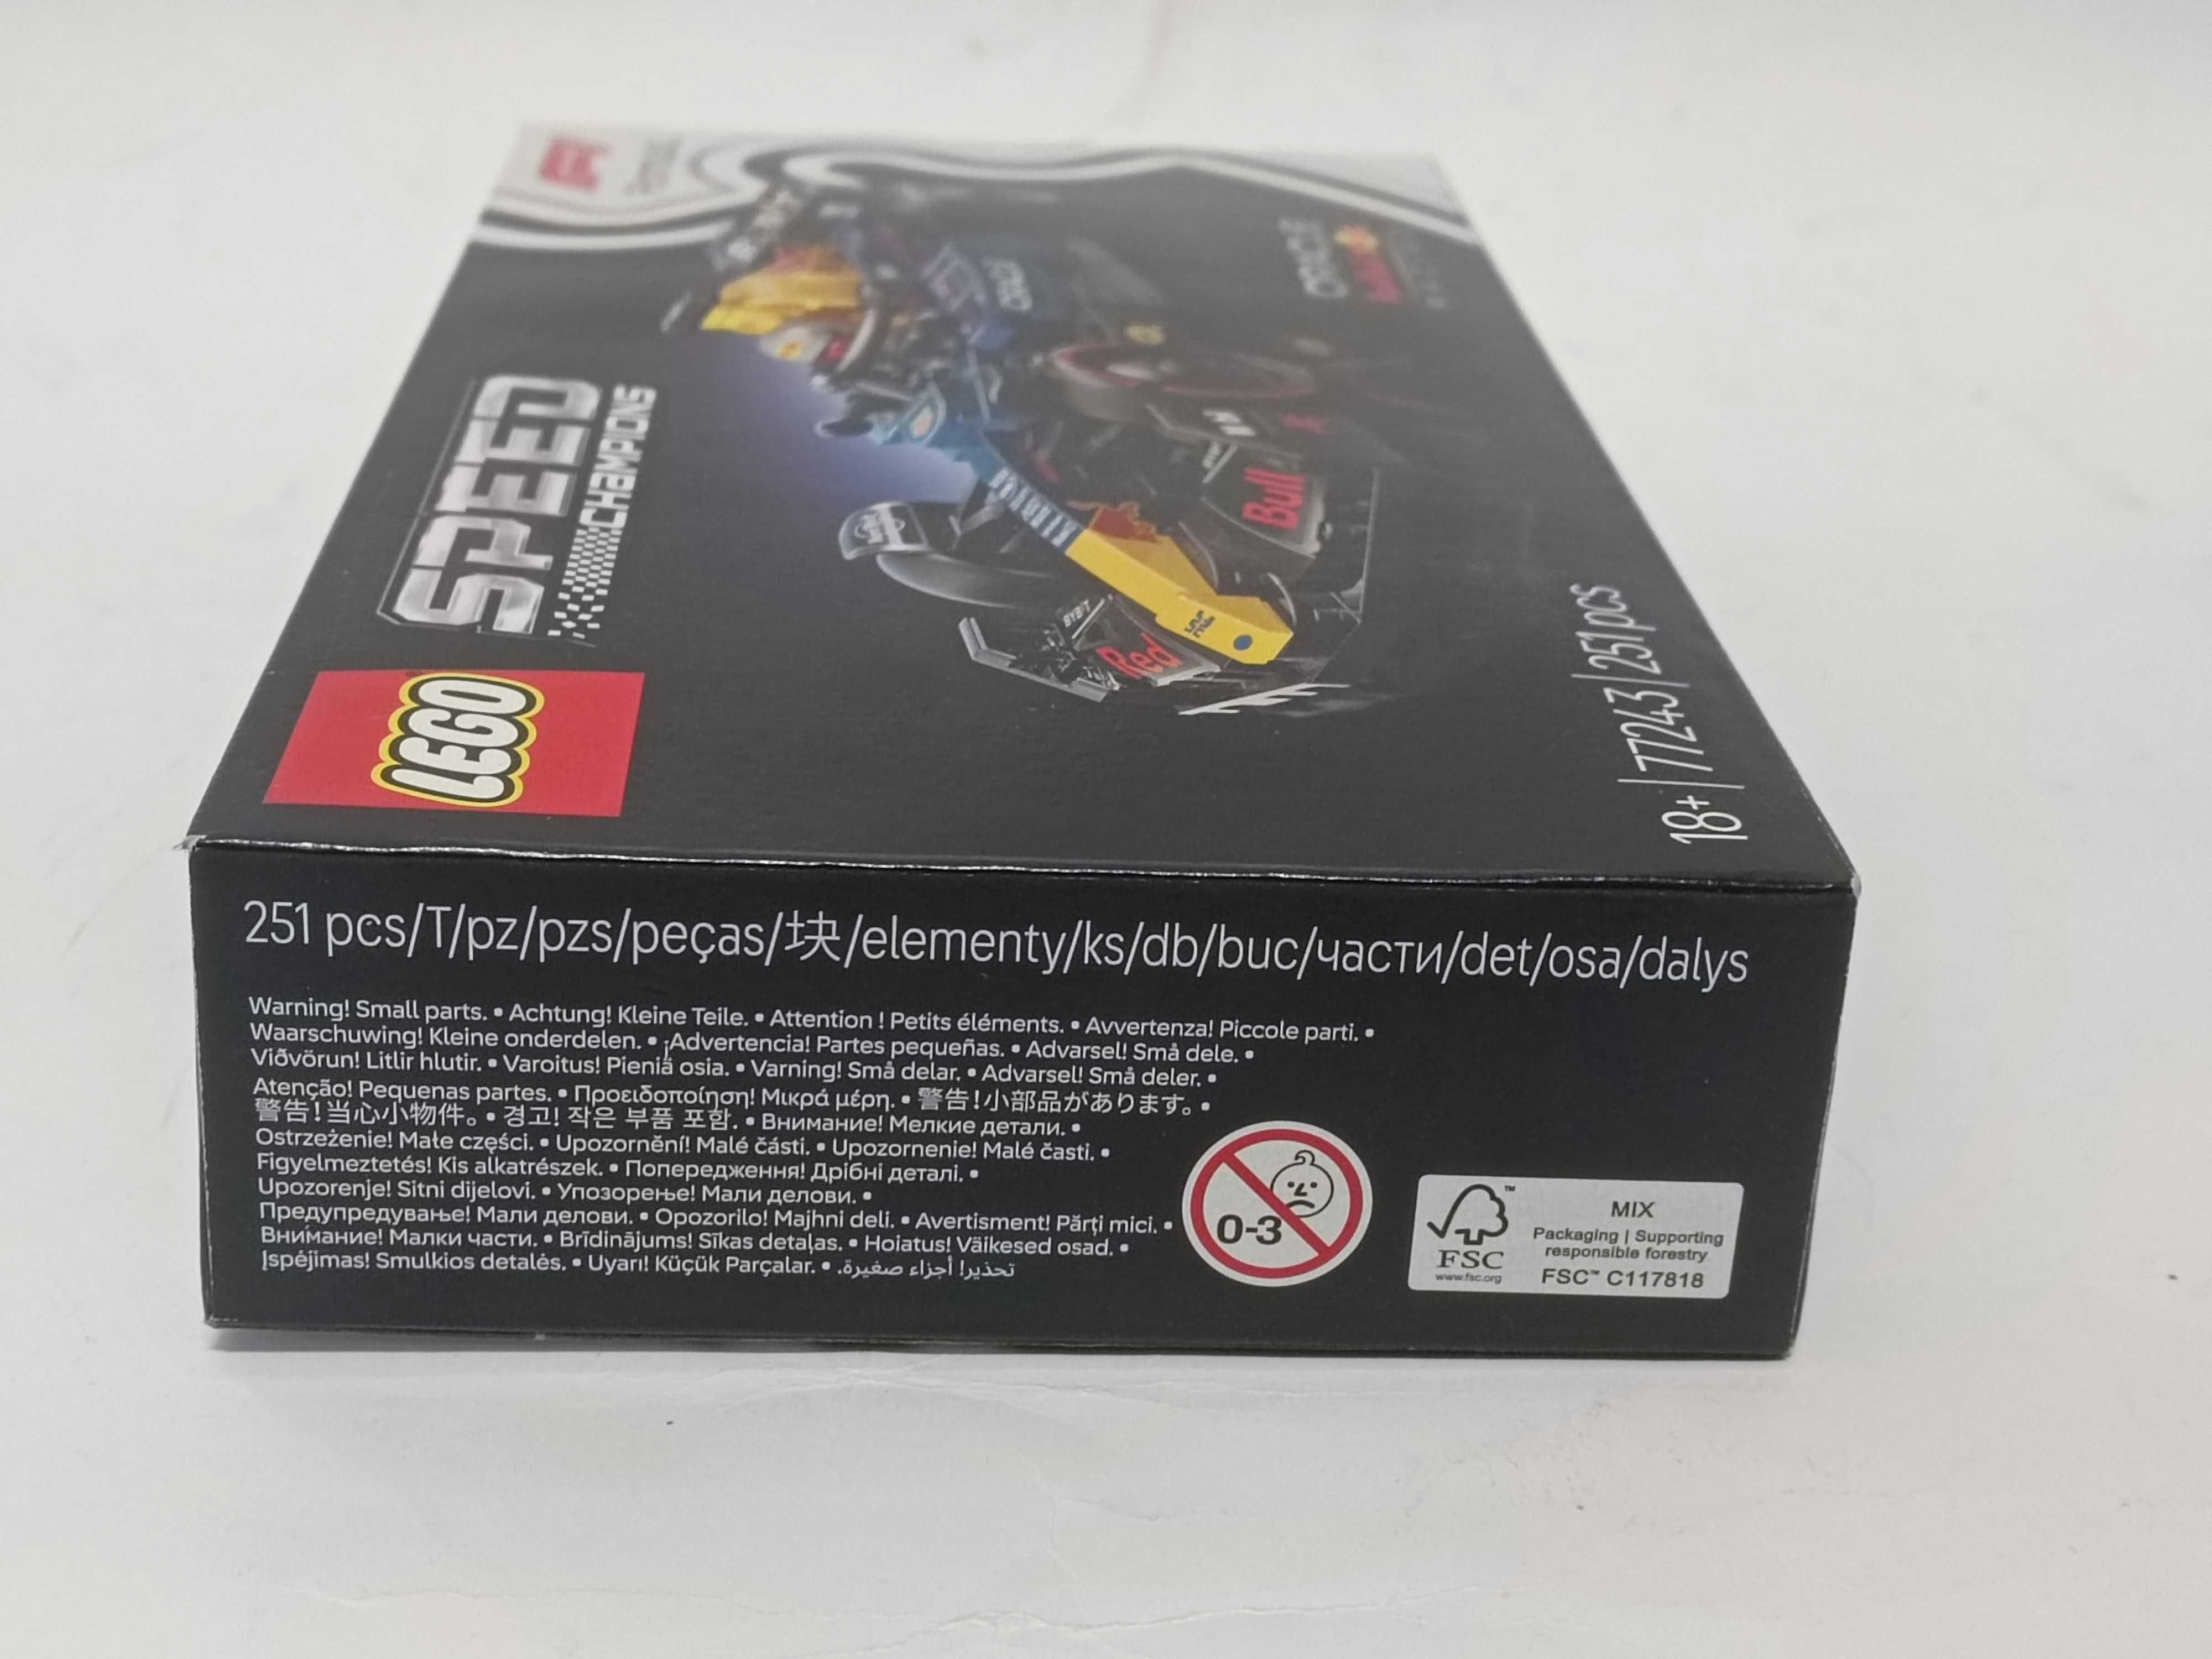 SPEED
CHAMPIONS
LEGO
ORACLE
ORACLE
Bull
BYBIT
Red
18+ | 77243 | 251pcs
251 pcs/T/pz/pzs/peças/块/elementy/ks/db/buc/части/det/osa/dalys
Warning! Small parts. • Achtung! Kleine Teile. • Attention ! Petits éléments. • Avvertenza! Piccole parti. •
Waarschuwing! Kleine onderdelen. • ¡Advertencia! Partes pequeñas. • Advarsel! Små dele. •
Viðvörun! Litlir hlutir. • Varoitus! Pieniä osia. • Varning! Små delar. • Advarsel! Små deler. •
Atenção! Pequenas partes. • Προειδοποίηση! Μικρά μέρη. • 警告!小部品があります。 •
警告!当心小物件。 • 경고! 작은 부품 포함. • Внимание! Мелкие детали. •
Ostrzeżenie! Małe części. • Upozornění! Malé části. • Upozornenie! Malé časti. •
Figyelmeztetés! Kis alkatrészek. • Попередження! Дрібні деталі. •
Upozorenje! Sitni dijelovi. • Упозорење! Мали делови. •
Предупредување! Мали делови. • Opozorilo! Majhni deli. • Avertisment! Părți mici. •
Внимание! Малки части. • Brīdinājums! Sīkas detaļas. • Hoiatus! Väikesed osad. •
Įspėjimas! Smulkios detalės. • Uyarı! Küçük Parçalar. • تحذير! أجزاء صغيرة.
0-3
FSC
www.fsc.org
MIX
Packaging | Supporting
responsible forestry
FSC™ C117818